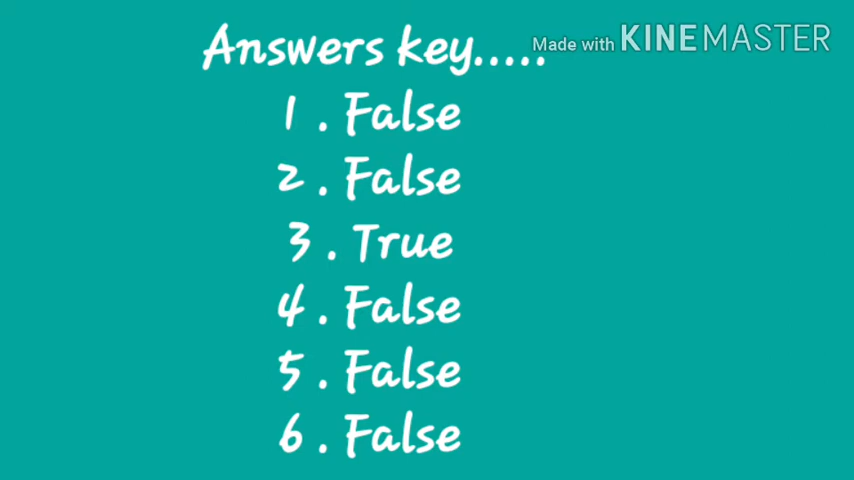 Answers key.....
Made with KINEMASTER
1 . False
2 . False
3 . True
4 . False
5 . False
6 . False